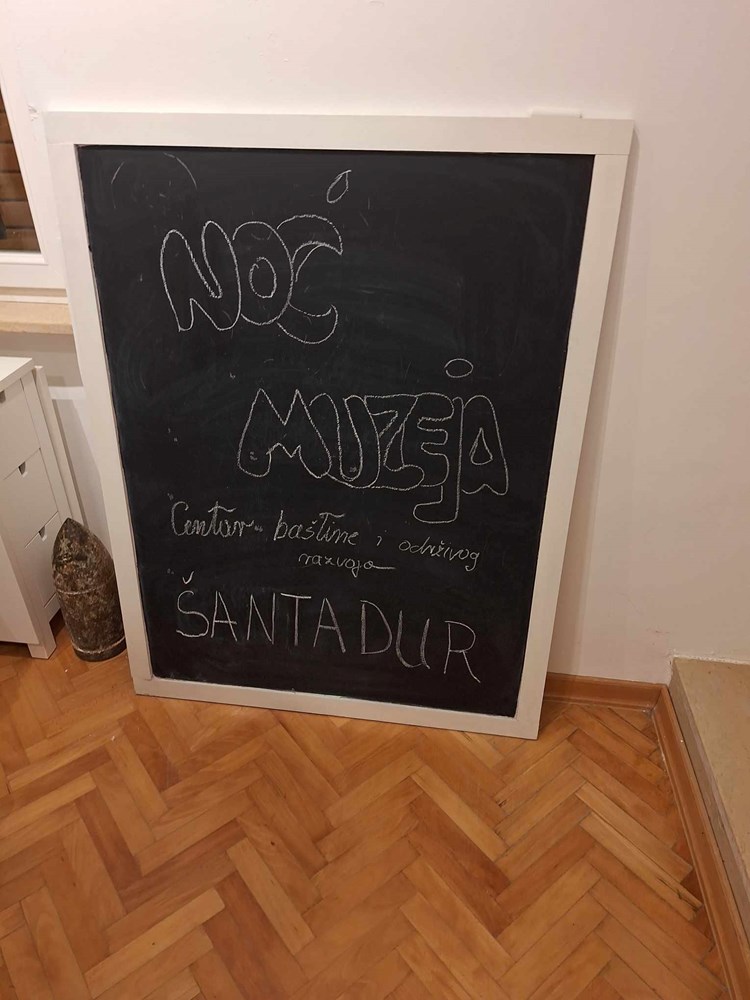 NOĆ
MUZEJA
Centar baštine i održivog
razvoja
ŠANTADUR